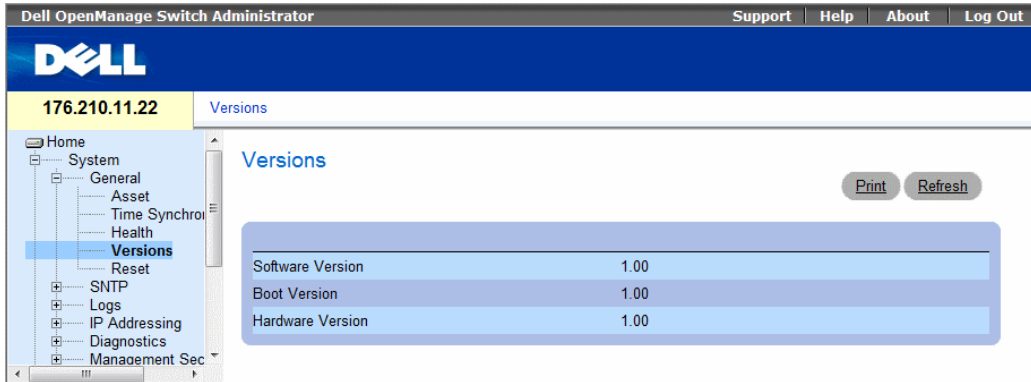 Dell OpenManage Switch Administrator Support Help About Log Out
DELL
176.210.11.22 Versions
Home
System
General
Asset
Time Synchro
Health
Versions
Reset
SNTP
Logs
IP Addressing
Diagnostics
Management Sec
Versions
Print Refresh
Software Version 1.00
Boot Version 1.00
Hardware Version 1.00